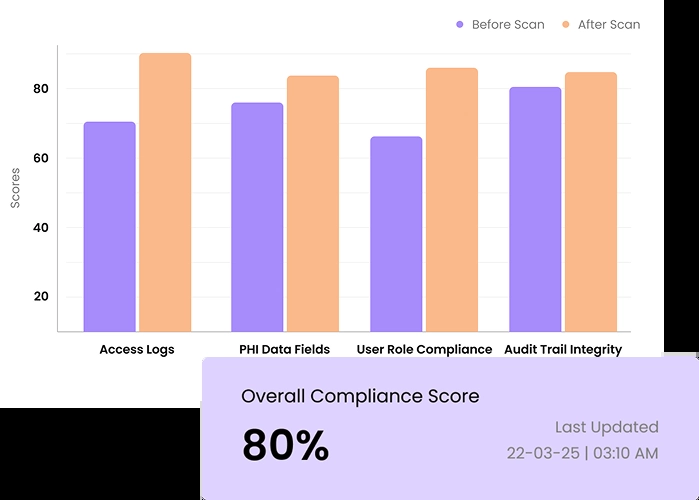 Before Scan After Scan
80
60
40
20
Scores
Access Logs PHI Data Fields User Role Compliance Audit Trail Integrity
Overall Compliance Score
80%
Last Updated
22-03-25 | 03:10 AM